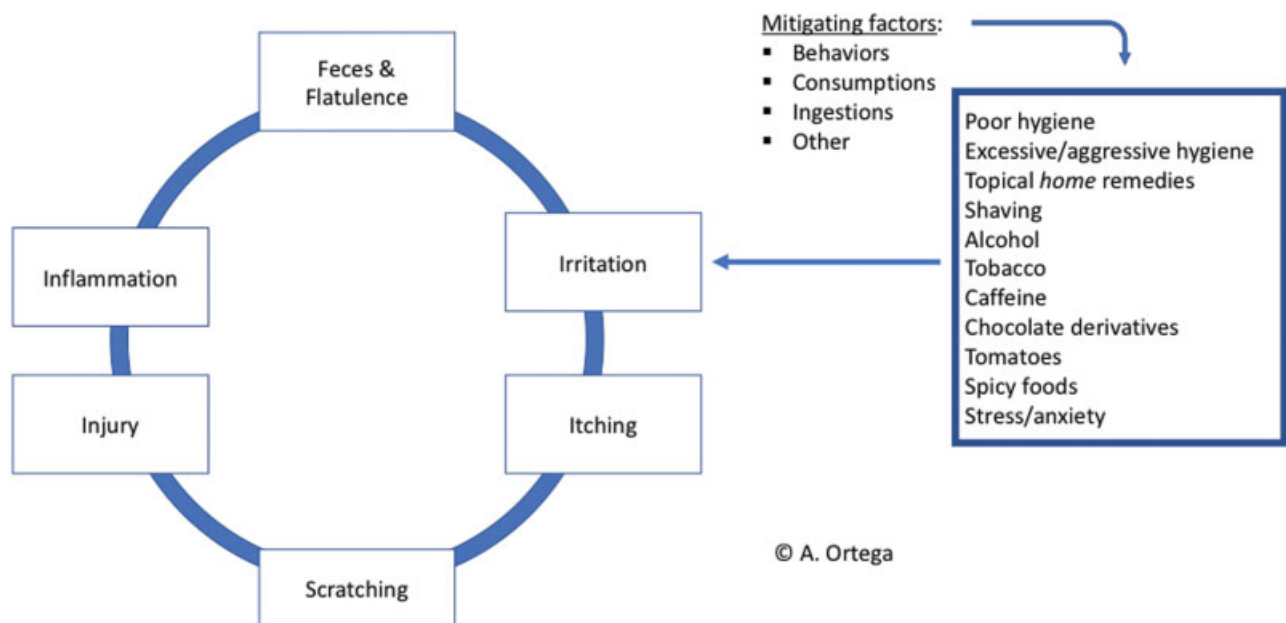 Feces &
Flatulence
Irritation
Itching
Scratching
Injury
Inflammation
Mitigating factors:
▪ Behaviors
▪ Consumptions
▪ Ingestions
▪ Other
Poor hygiene
Excessive/aggressive hygiene
Topical home remedies
Shaving
Alcohol
Tobacco
Caffeine
Chocolate derivatives
Tomatoes
Spicy foods
Stress/anxiety
© A. Ortega